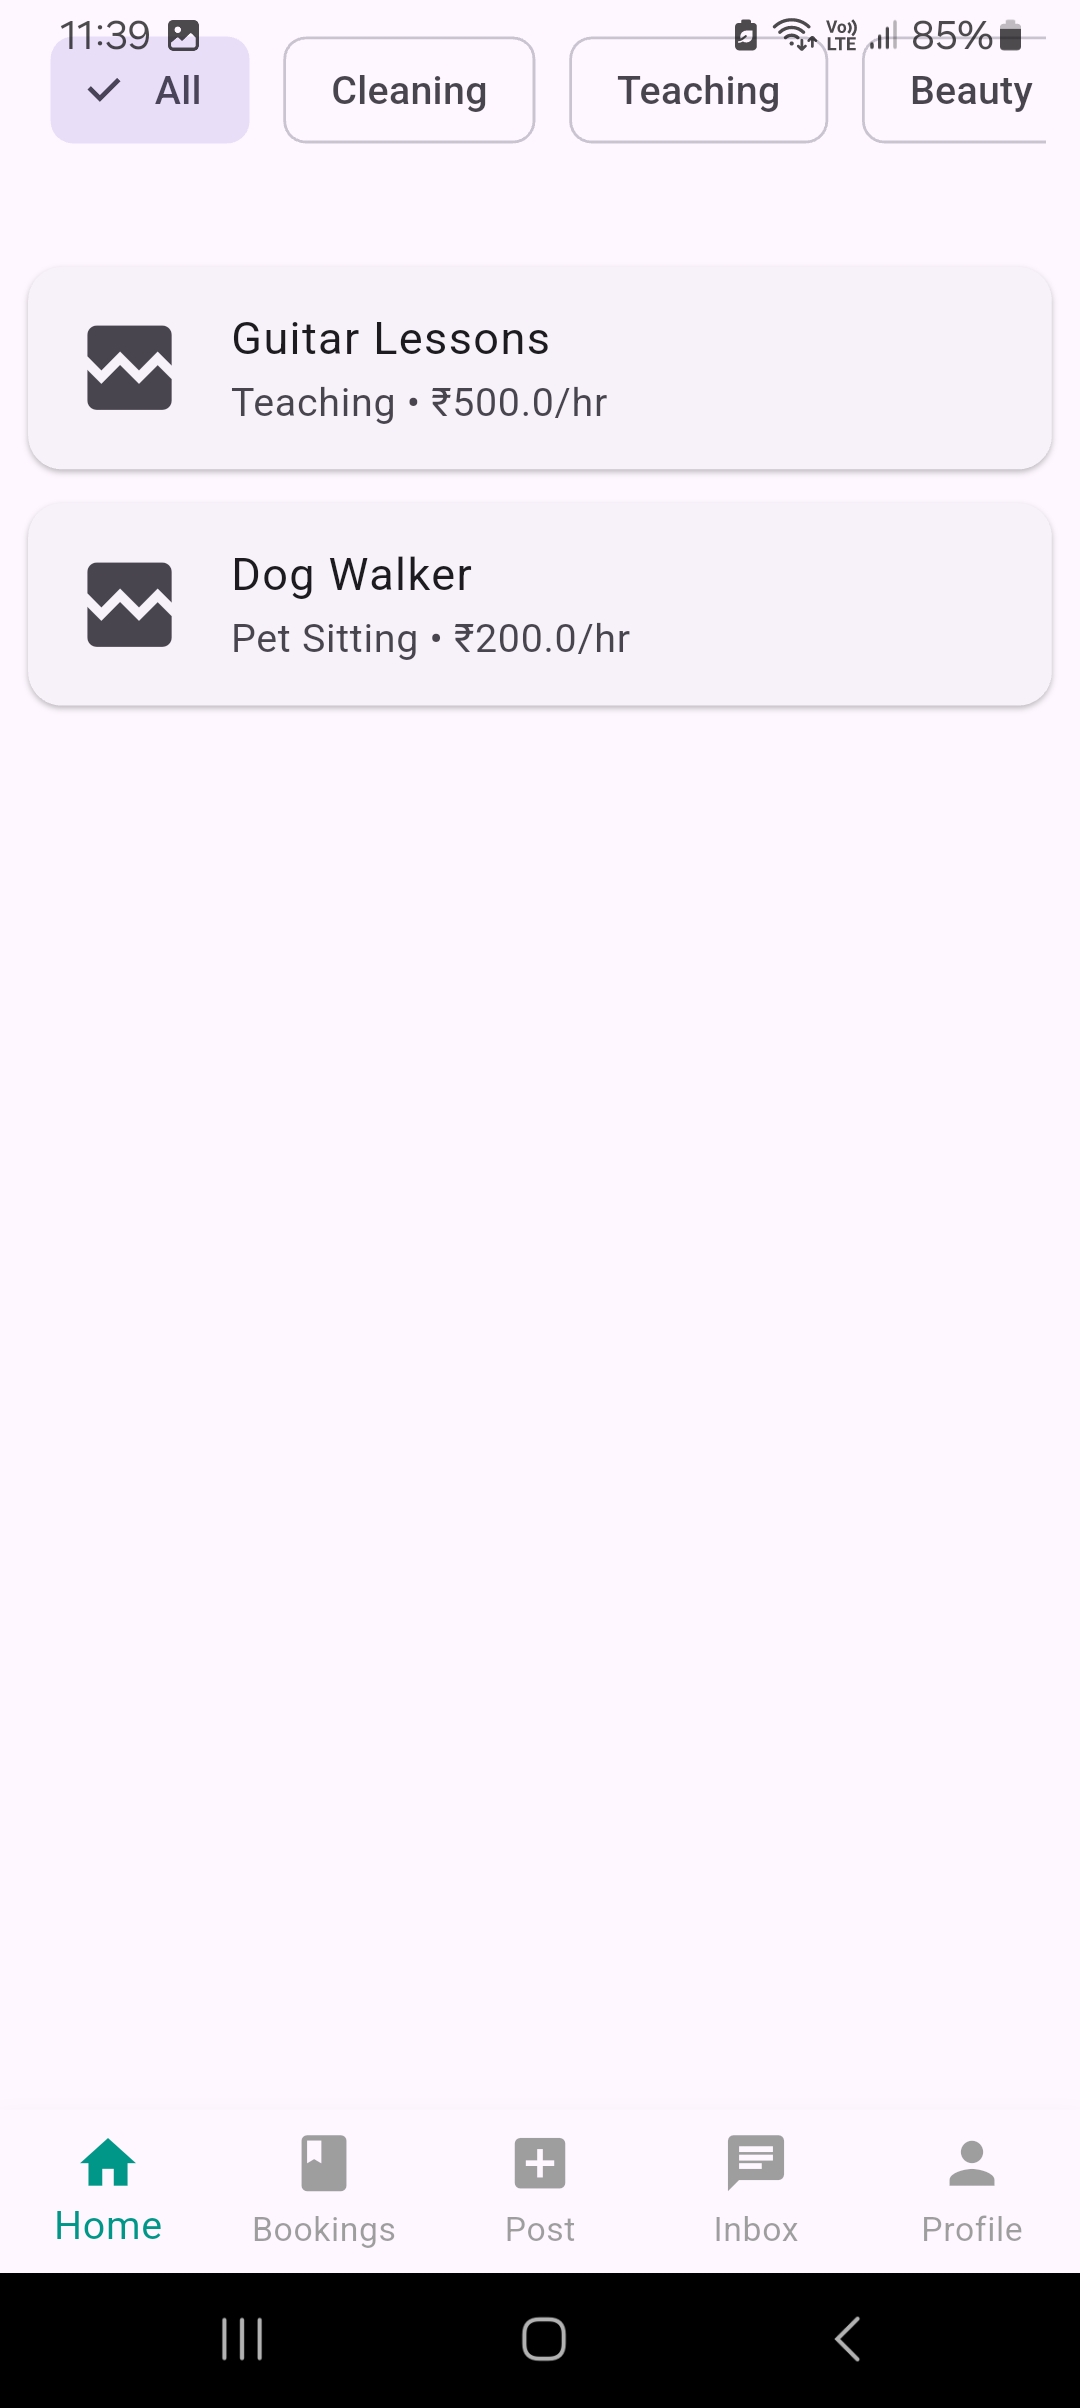 11:39 Vo)) LTE 85%
All Cleaning Teaching Beauty
Guitar Lessons
Teaching • ₹500.0/hr
Dog Walker
Pet Sitting • ₹200.0/hr
Home Bookings Post Inbox Profile